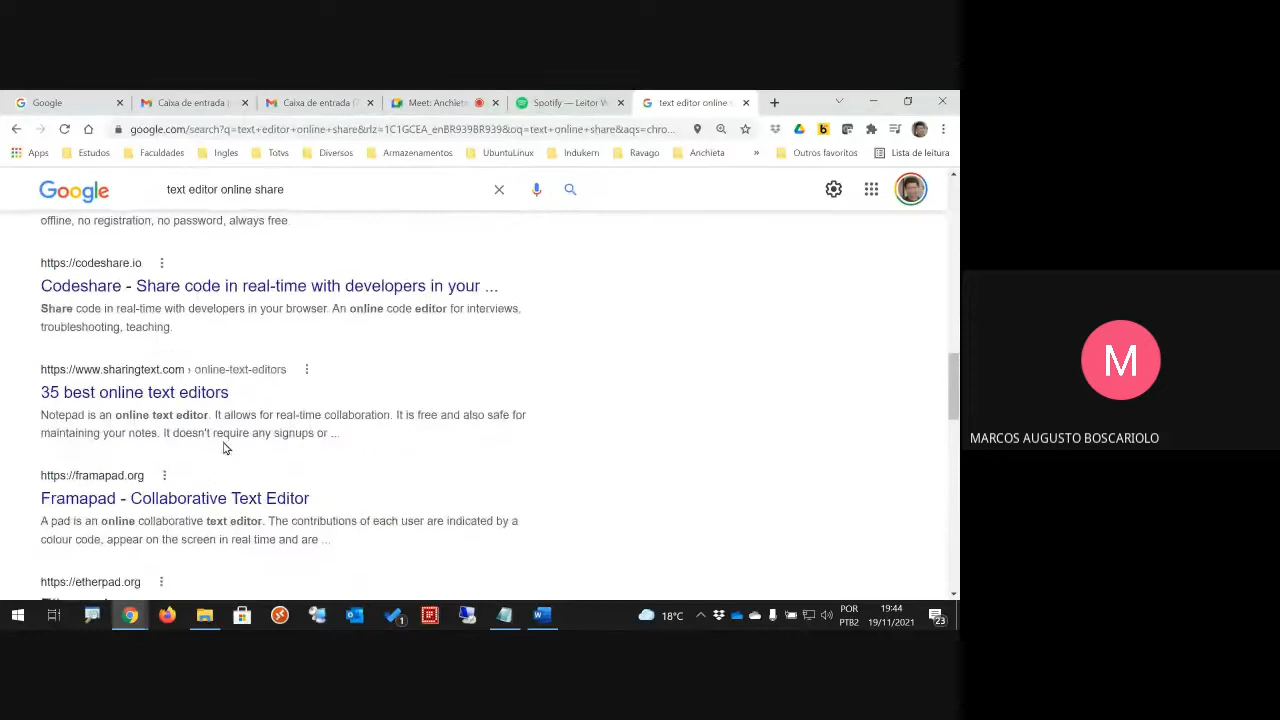 Google
Caixa de entrada
Caixa de entrada (
Meet: Anchiet
Spotify — Leitor W
text editor online s
google.com/search?q=text+editor+online+share&rlz=1C1GCEA_enBR939BR939&oq=text+online+share&aqs=chro...
Apps
Estudos
Faculdades
Ingles
Totvs
Diversos
Armazenamentos
UbuntuLinux
Indukern
Ravago
Anchieta
»
Outros favoritos
Lista de leitura
Google
text editor online share
offline, no registration, no password, always free.
https://codeshare.io
Codeshare - Share code in real-time with developers in your ...
Share code in real-time with developers in your browser. An online code editor for interviews,
troubleshooting, teaching.
https://www.sharingtext.com › online-text-editors
35 best online text editors
Notepad is an online text editor. It allows for real-time collaboration. It is free and also safe for
maintaining your notes. It doesn't require any signups or ...
https://framapad.org
Framapad - Collaborative Text Editor
A pad is an online collaborative text editor. The contributions of each user are indicated by a
colour code, appear on the screen in real time and are ...
https://etherpad.org
1
18°C
POR
PTB2
19:44
19/11/2021
23
M
MARCOS AUGUSTO BOSCARIOLO